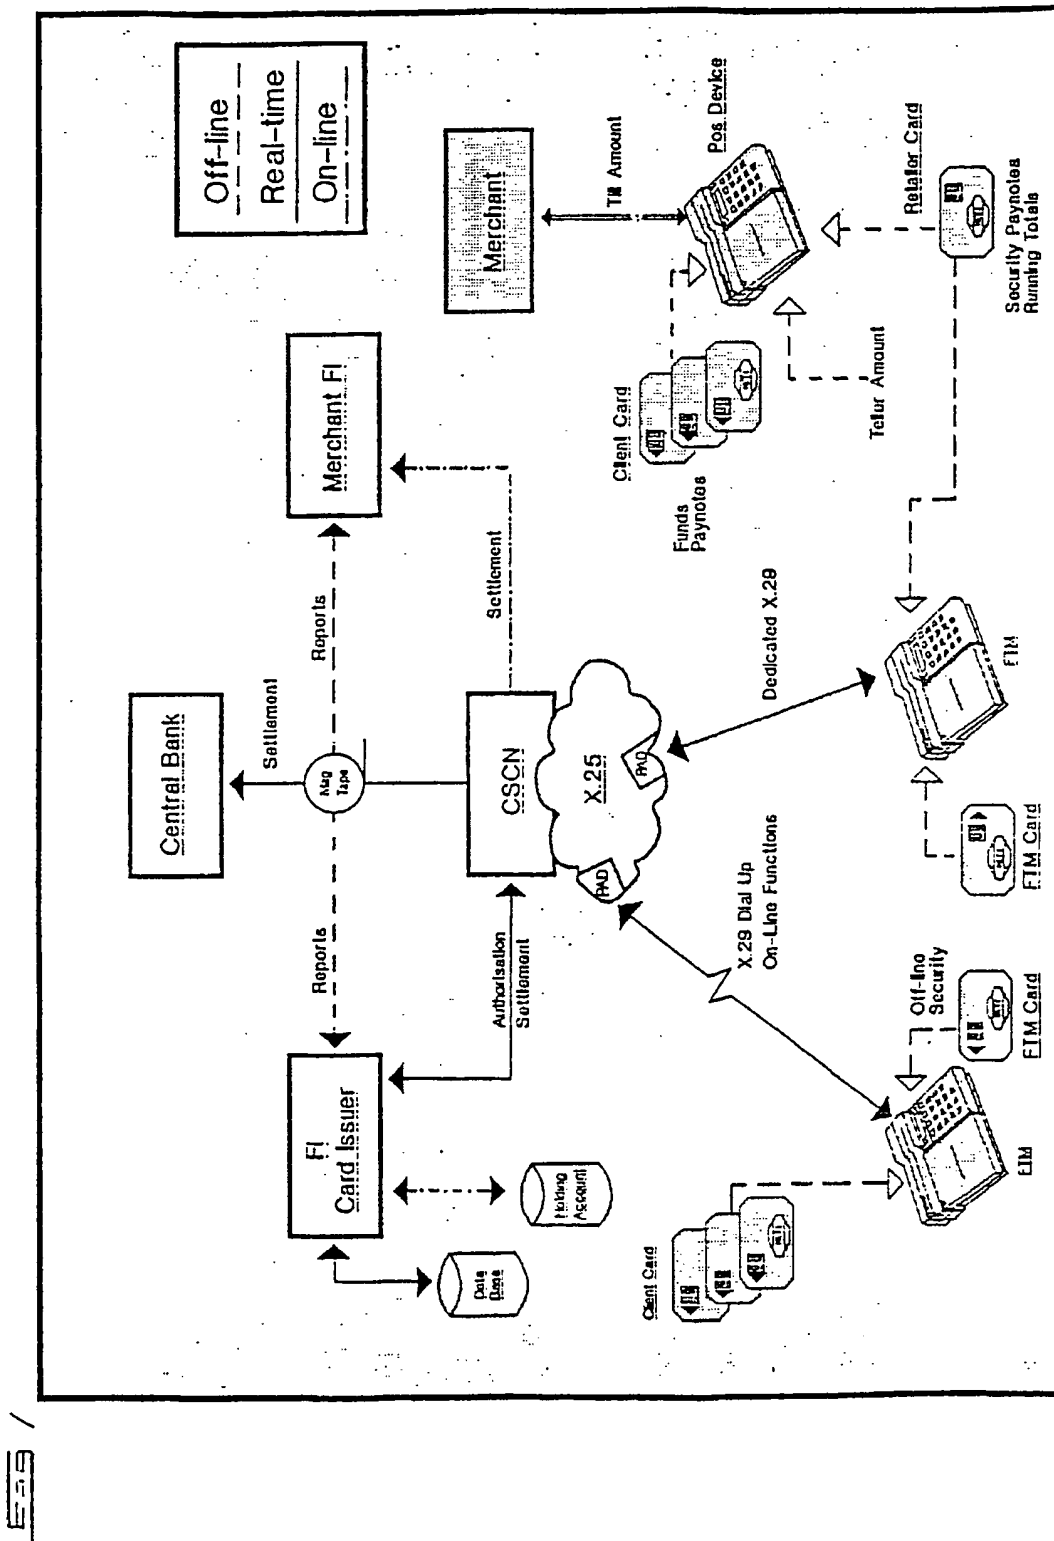 Off-line
Real-time
On-line
Central Bank
Settlement
Reports
Mag
Tape
Reports
FI
Card Issuer
Merchant FI
Merchant
Authorisation
Settlement
CSCN
Settlement
Data
Base
Holding
Account
X.25
PAD
PAD
Till Amount
Client Card
Funds
Paynotes
Pos Device
X.29 Dial Up
On-Line Functions
Dedicated X.29
Client Card
Off-line
Security
FTM
FTM Card
FTM Card
FTM
Retailer Card
Security Paynotes
Running Totals